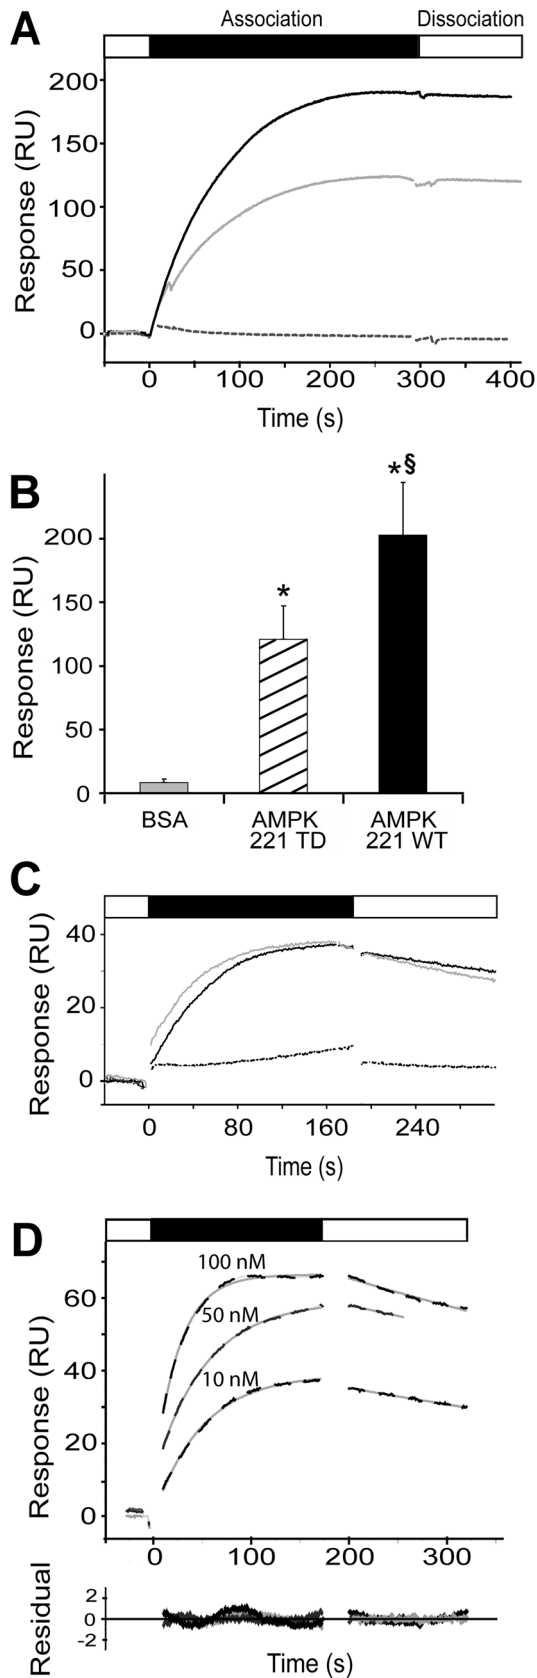 A
Association Dissociation
Response (RU)
200
150
100
50
0
0 100 200 300 400
Time (s)
B
Response (RU)
200
150
100
50
0
*
*§
BSA AMPK 221 TD AMPK 221 WT
C
Response (RU)
40
20
0
0 80 160 240
Time (s)
D
Response (RU)
60
40
20
0
100 nM
50 nM
10 nM
0 100 200 300
Residual
2
0
-2
Time (s)